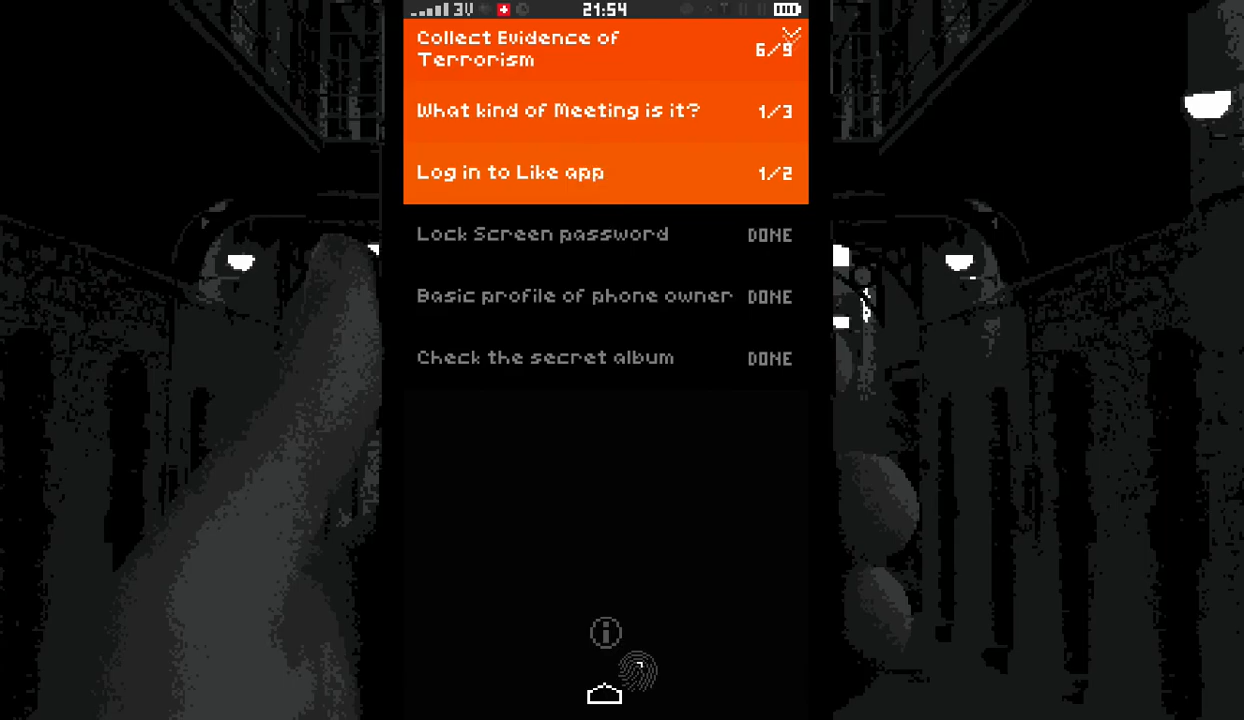 3V 21:54
Collect Evidence of
Terrorism 6/9
What kind of Meeting is it? 1/3
Log in to Like app 1/2
Lock Screen password DONE
Basic profile of phone owner DONE
Check the secret album DONE